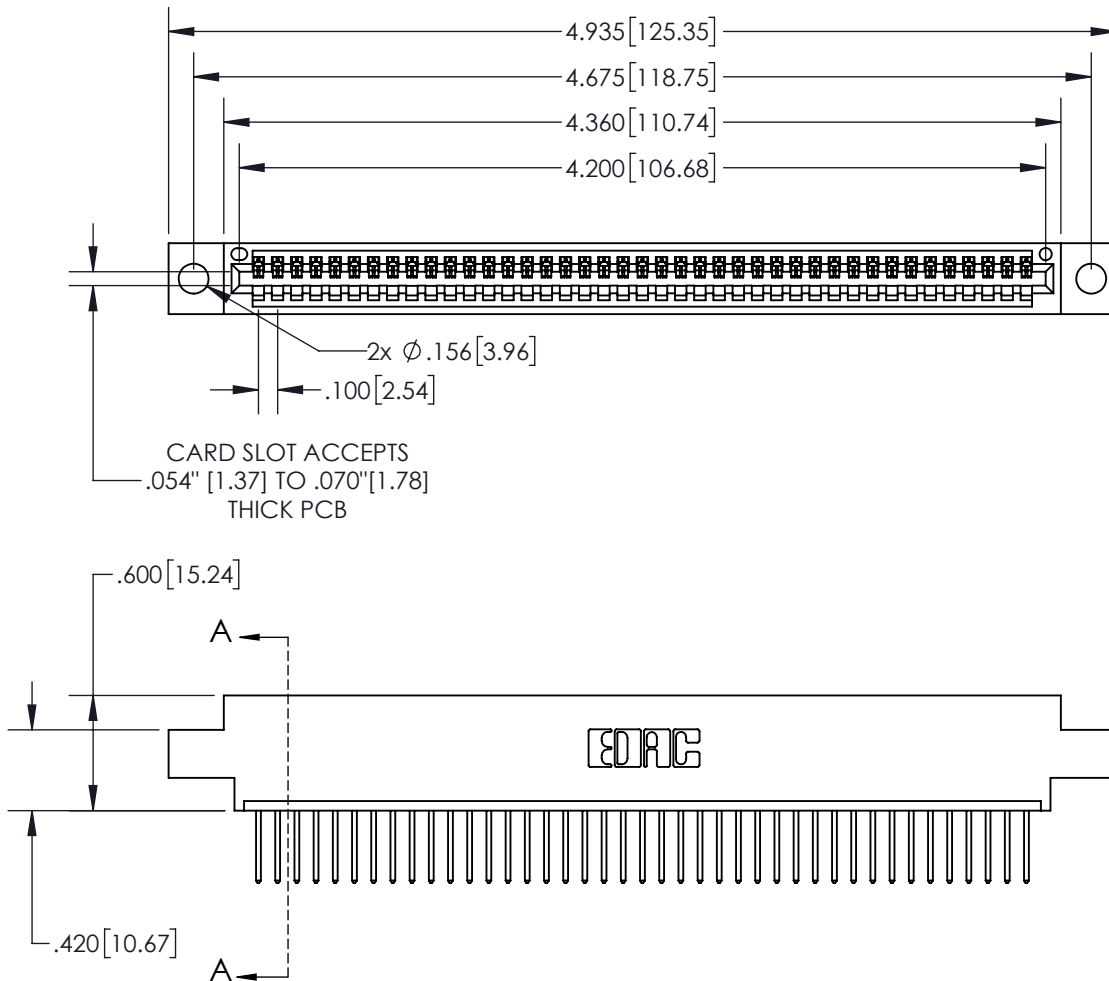 4.935[125.35]
4.675[118.75]
4.360[110.74]
4.200[106.68]
2x Ø .156[3.96]
.100[2.54]
CARD SLOT ACCEPTS
.054" [1.37] TO .070"[1.78]
THICK PCB
.600[15.24]
A
EDAC
.420[10.67]
A